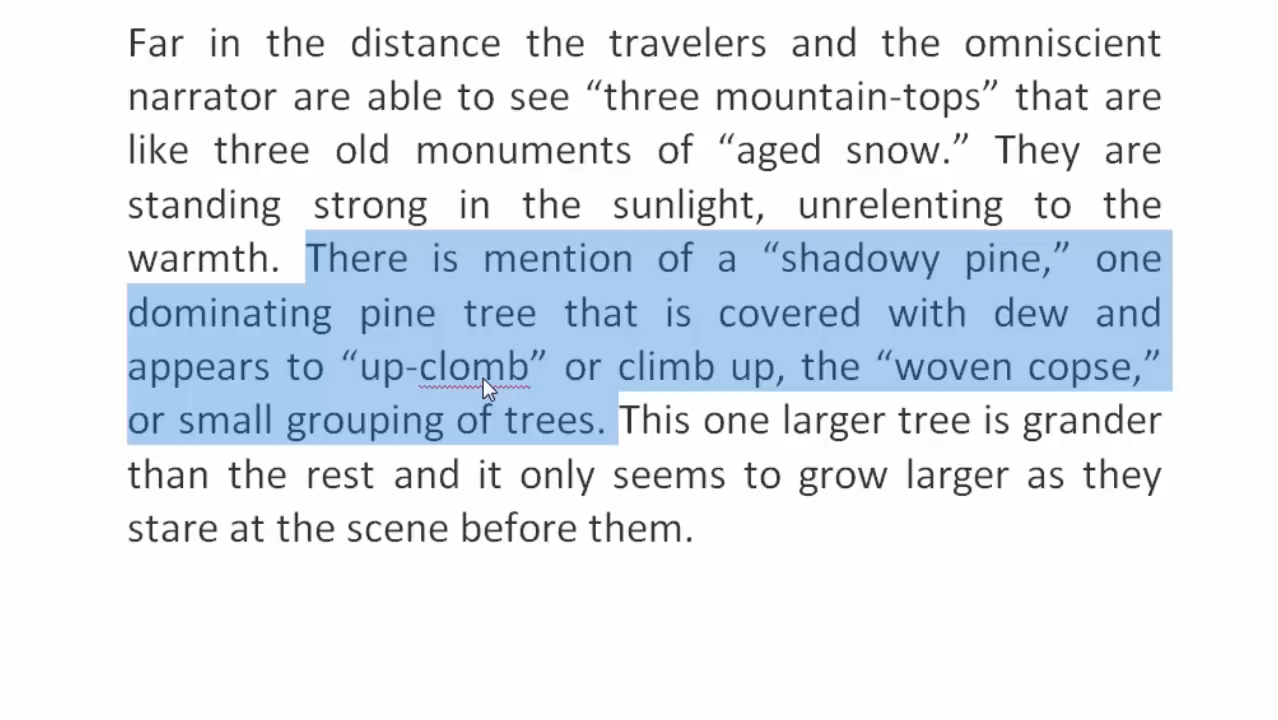 Far in the distance the travelers and the omniscient
narrator are able to see “three mountain-tops” that are
like three old monuments of “aged snow.” They are
standing strong in the sunlight, unrelenting to the
warmth. There is mention of a “shadowy pine,” one
dominating pine tree that is covered with dew and
appears to “up-clomb” or climb up, the “woven copse,”
or small grouping of trees. This one larger tree is grander
than the rest and it only seems to grow larger as they
stare at the scene before them.